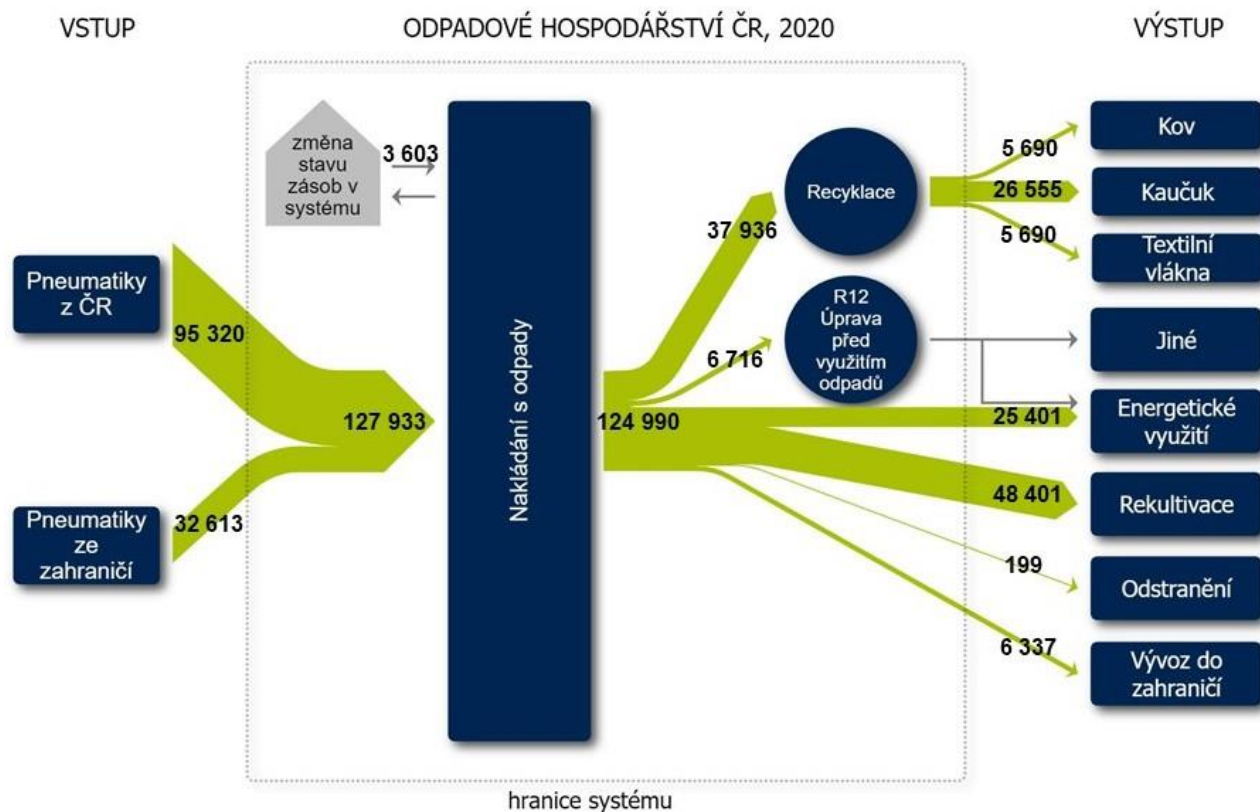 VSTUP
ODPADOVÉ HOSPODÁŘSTVÍ ČR, 2020
VÝSTUP
změna
stavu
zásob v
systému
3 603
Pneumatiky
z ČR
95 320
Pneumatiky
ze
zahraničí
32 613
127 933
Nakládání s odpady
124 990
37 936
6 716
Recyklace
R12
Úprava
před
využitím
odpadů
5 690
26 555
5 690
25 401
48 401
199
6 337
Kov
Kaučuk
Textilní
vlákna
Jiné
Energetické
využití
Rekultivace
Odstranění
Vývoz do
zahraničí
hranice systému